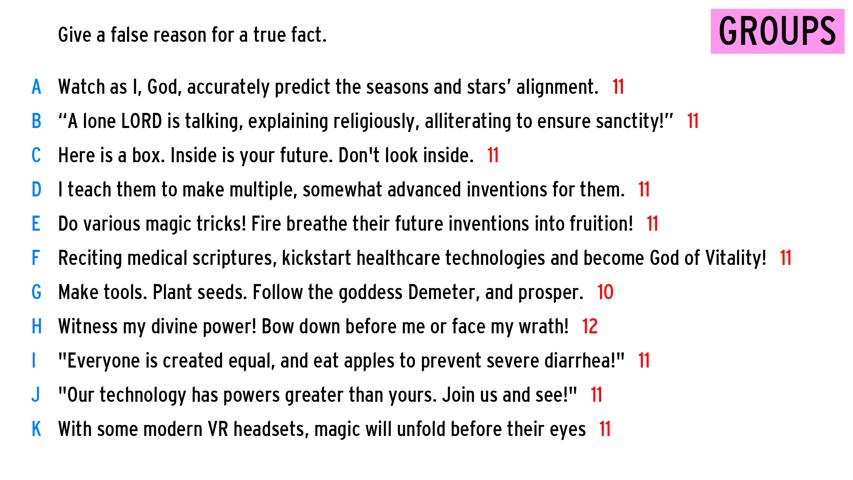 Give a false reason for a true fact.
GROUPS
A Watch as I, God, accurately predict the seasons and stars’ alignment. 11
B “A lone LORD is talking, explaining religiously, alliterating to ensure sanctity!” 11
C Here is a box. Inside is your future. Don't look inside. 11
D I teach them to make multiple, somewhat advanced inventions for them. 11
E Do various magic tricks! Fire breathe their future inventions into fruition! 11
F Reciting medical scriptures, kickstart healthcare technologies and become God of Vitality! 11
G Make tools. Plant seeds. Follow the goddess Demeter, and prosper. 10
H Witness my divine power! Bow down before me or face my wrath! 12
I "Everyone is created equal, and eat apples to prevent severe diarrhea!" 11
J "Our technology has powers greater than yours. Join us and see!" 11
K With some modern VR headsets, magic will unfold before their eyes 11